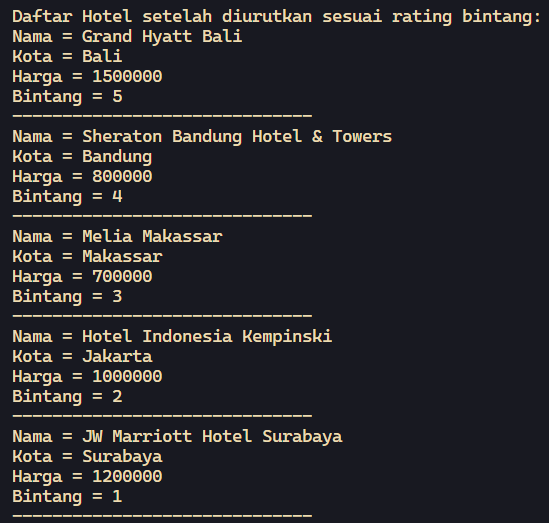 Daftar Hotel setelah diurutkan sesuai rating bintang:
Nama = Grand Hyatt Bali
Kota = Bali
Harga = 1500000
Bintang = 5
------------------------------
Nama = Sheraton Bandung Hotel & Towers
Kota = Bandung
Harga = 800000
Bintang = 4
------------------------------
Nama = Melia Makassar
Kota = Makassar
Harga = 700000
Bintang = 3
------------------------------
Nama = Hotel Indonesia Kempinski
Kota = Jakarta
Harga = 1000000
Bintang = 2
------------------------------
Nama = JW Marriott Hotel Surabaya
Kota = Surabaya
Harga = 1200000
Bintang = 1
------------------------------